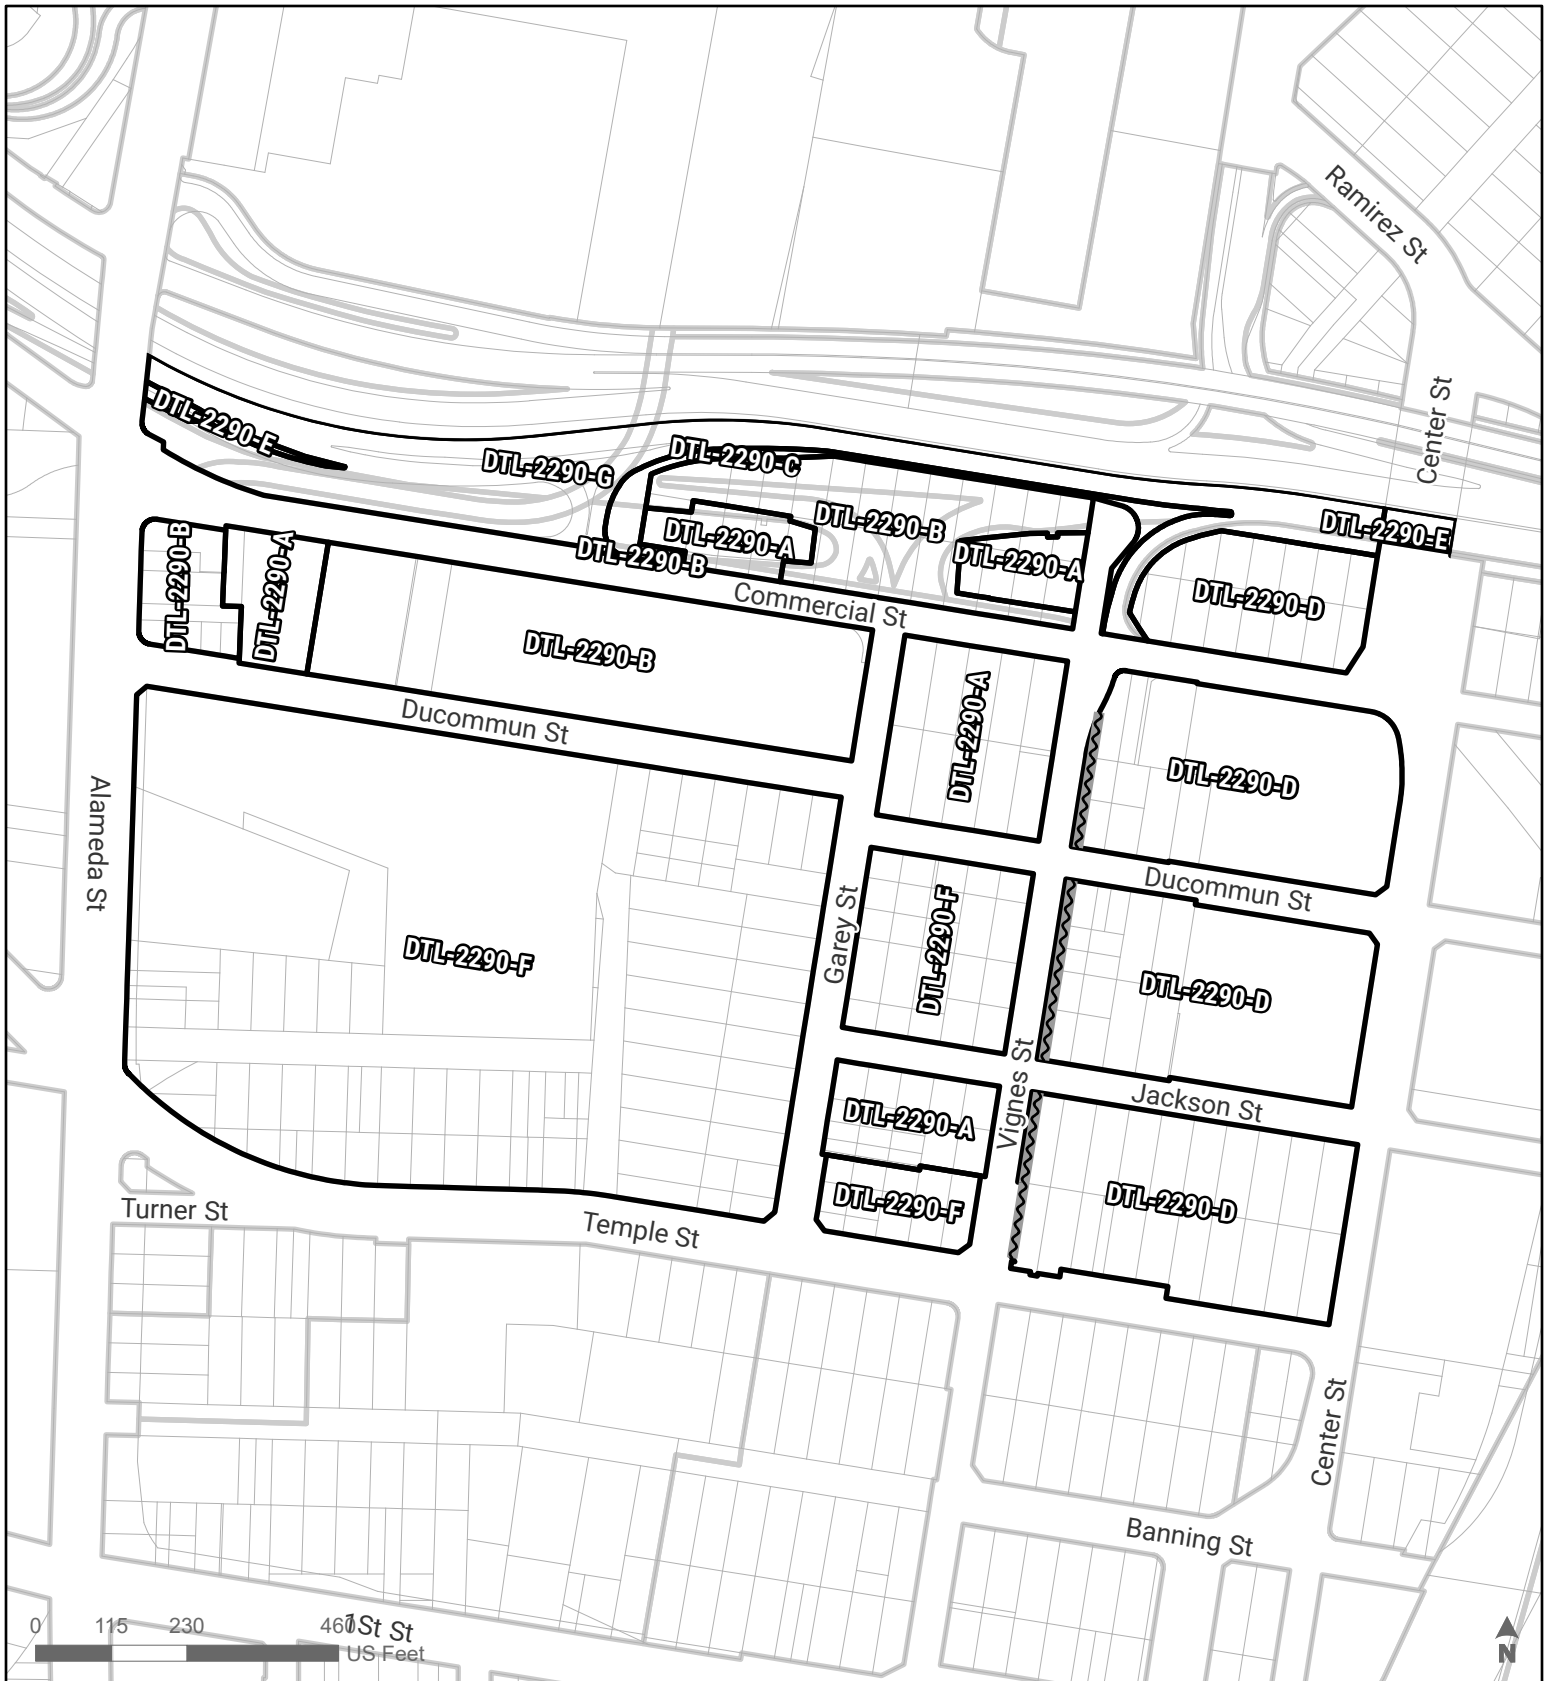 Ramirez St
Center St
DTL-2290-E
DTL-2290-G
DTL-2290-C
DTL-2290-B
DTL-2290-E
DTL-2290-B
DTL-2290-A
DTL-2290-A
DTL-2290-B
DTL-2290-A
DTL-2290-D
Commercial St
DTL-2290-B
DTL-2290-A
DTL-2290-D
Ducommun St
Alameda St
Ducommun St
Garey St
DTL-2290-F
DTL-2290-F
DTL-2290-D
Vignes St
Jackson St
DTL-2290-A
DTL-2290-F
DTL-2290-D
Turner St
Temple St
Center St
Banning St
1St St
0 115 230 460
US Feet
N